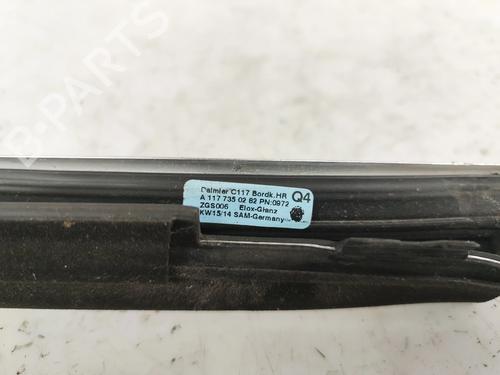 Daimler C117 Bordk.HR Q4
A 117 735 02 82 PN:0972
ZGS006 Elox-Glanz
KW15/14 SAM-Germany
B-PARTS